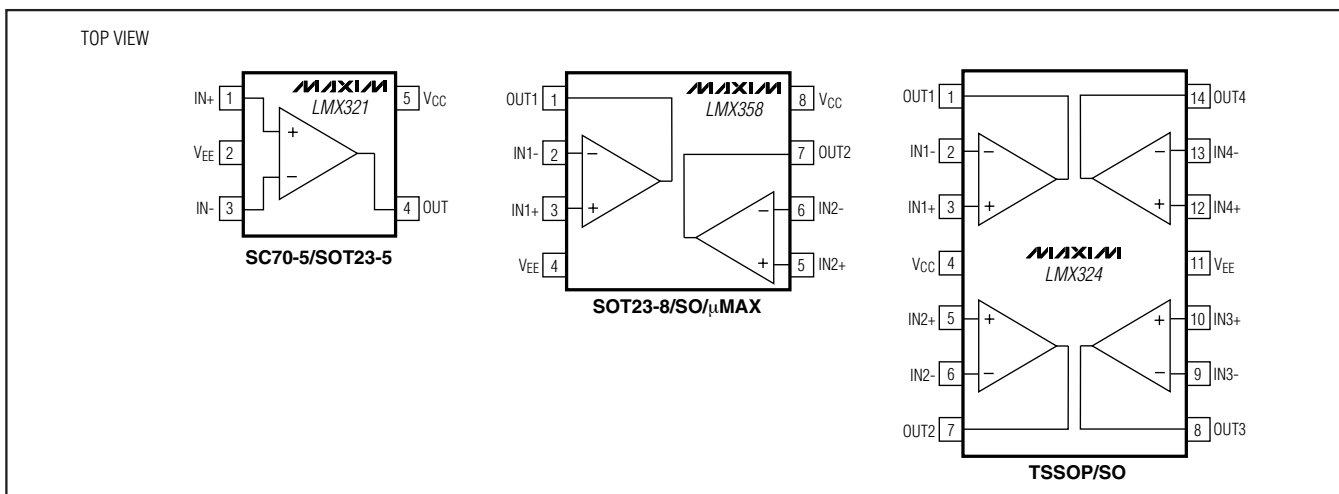 TOP VIEW
MAXIM
LMX321
IN+ 1
VEE 2
IN- 3
5 VCC
4 OUT
+
−
SC70-5/SOT23-5
MAXIM
LMX358
OUT1 1
IN1- 2
IN1+ 3
VEE 4
8 VCC
7 OUT2
6 IN2-
5 IN2+
−
+
−
+
SOT23-8/SO/µMAX
OUT1 1
IN1- 2
IN1+ 3
VCC 4
IN2+ 5
IN2- 6
OUT2 7
14 OUT4
13 IN4-
12 IN4+
11 VEE
10 IN3+
9 IN3-
8 OUT3
−
+
−
+
MAXIM
LMX324
+
−
+
−
TSSOP/SO